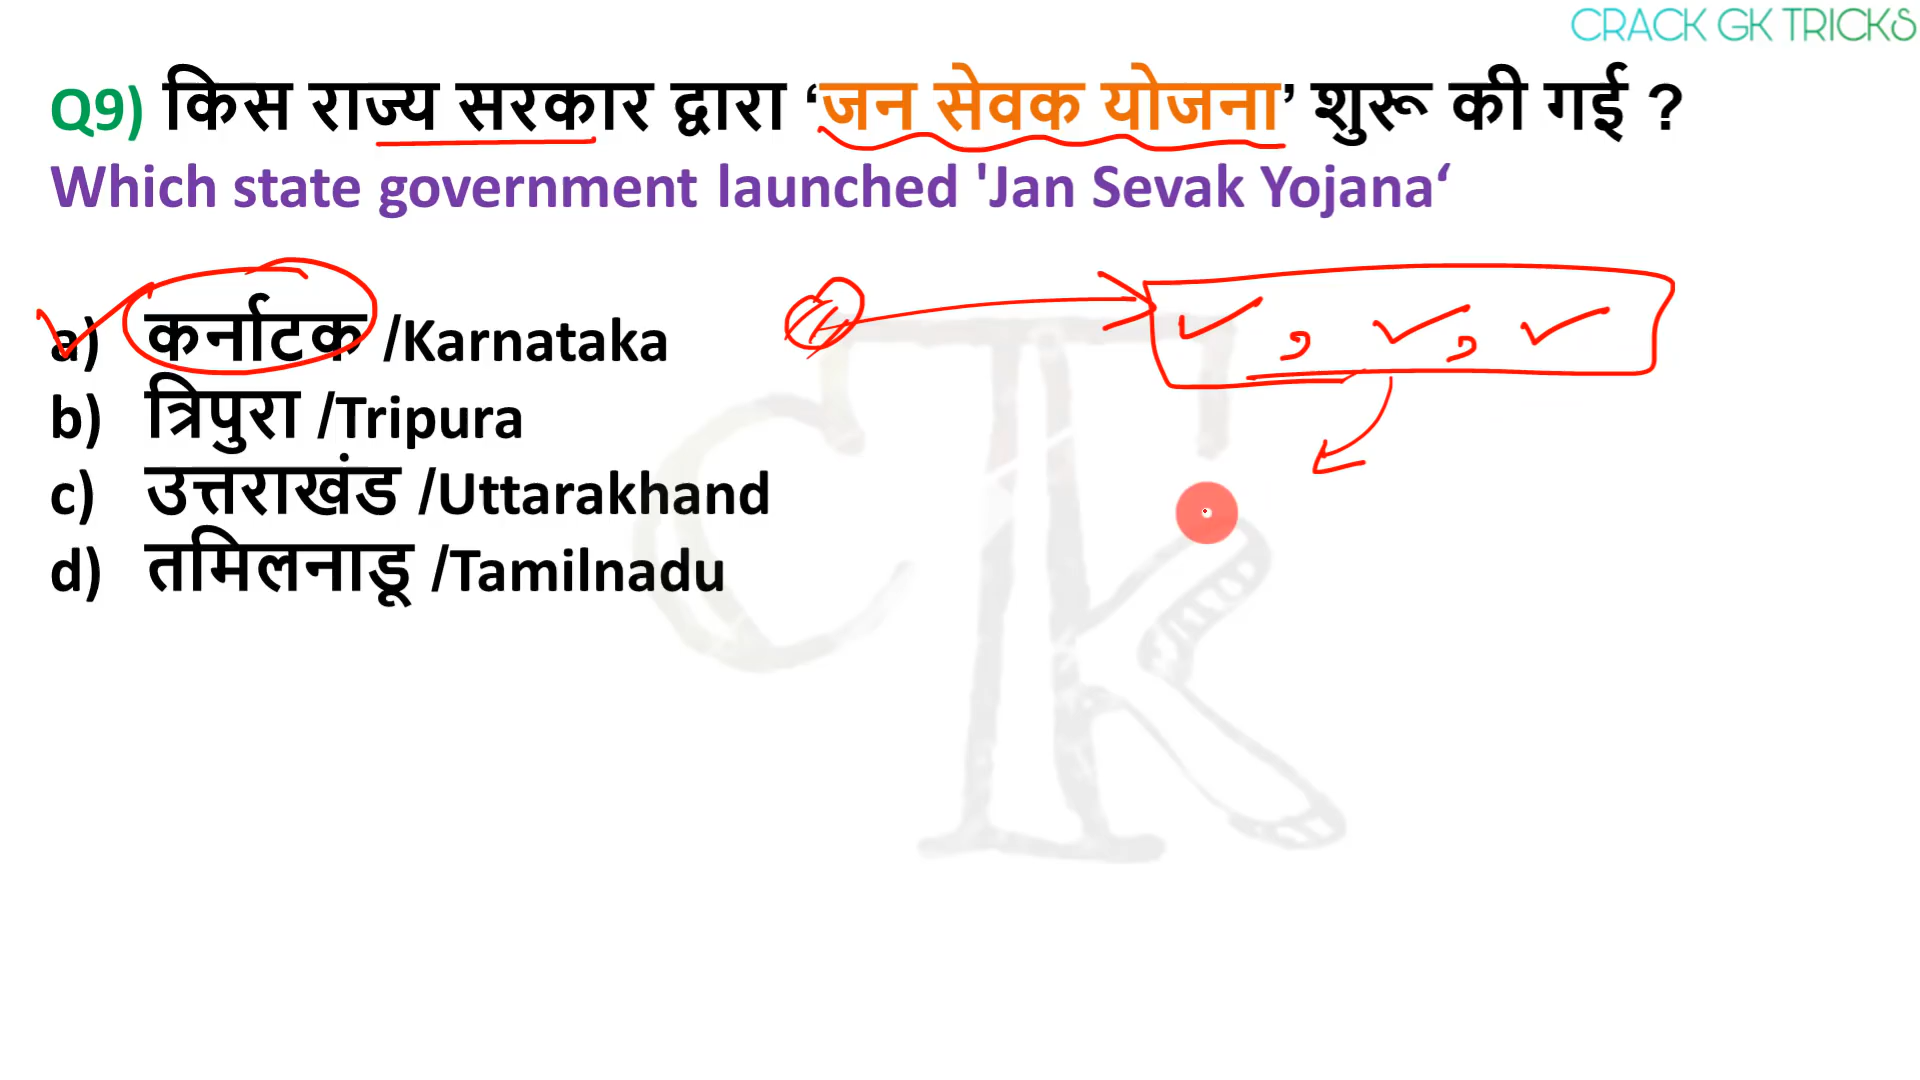 CRACK GK TRICKS
Q9) किस राज्य सरकार द्वारा ‘जन सेवक योजना’ शुरू की गई ?
Which state government launched 'Jan Sevak Yojana‘
a) कर्नाटक /Karnataka
b) त्रिपुरा /Tripura
c) उत्तराखंड /Uttarakhand
d) तमिलनाडू /Tamilnadu